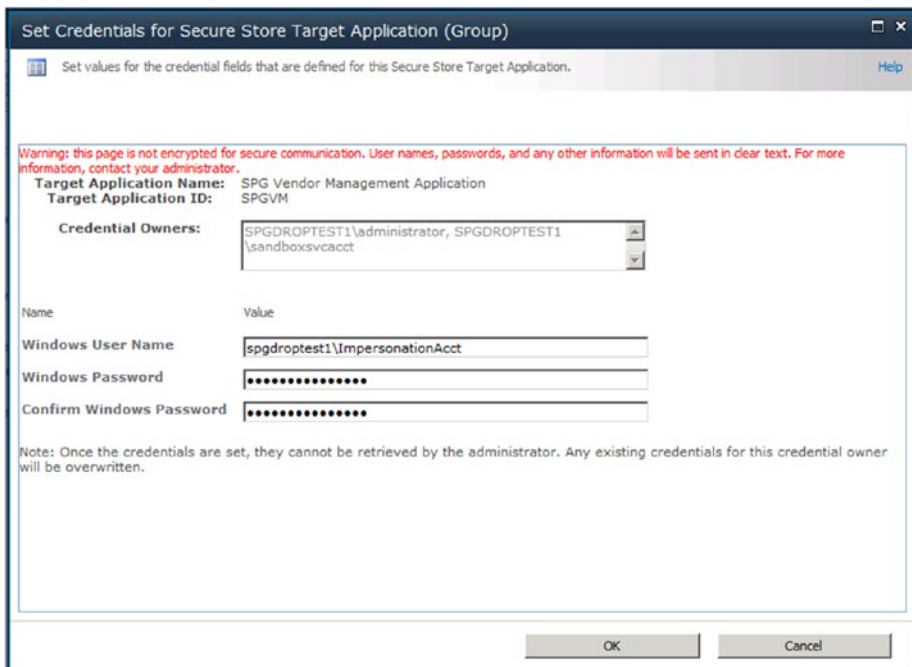 Set Credentials for Secure Store Target Application (Group)
Set values for the credential fields that are defined for this Secure Store Target Application.
Help
Warning: this page is not encrypted for secure communication. User names, passwords, and any other information will be sent in clear text. For more
information, contact your administrator.
Target Application Name: SPG Vendor Management Application
Target Application ID: SPGVM
Credential Owners: SPGDROPTEST1\administrator, SPGDROPTEST1
\sandboxsvcacct
Name Value
Windows User Name spgdroptest1\ImpersonationAcct
Windows Password •••••••••••••••
Confirm Windows Password •••••••••••••••
Note: Once the credentials are set, they cannot be retrieved by the administrator. Any existing credentials for this credential owner
will be overwritten.
OK Cancel